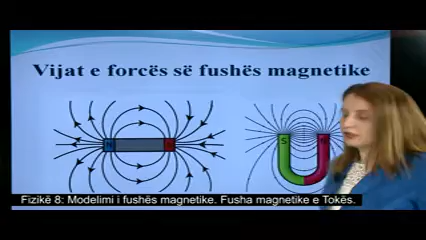 Vijat e forcës së fushës magnetike
S
Fizikë 8: Modelimi i fushës magnetike. Fusha magnetike e Tokës.